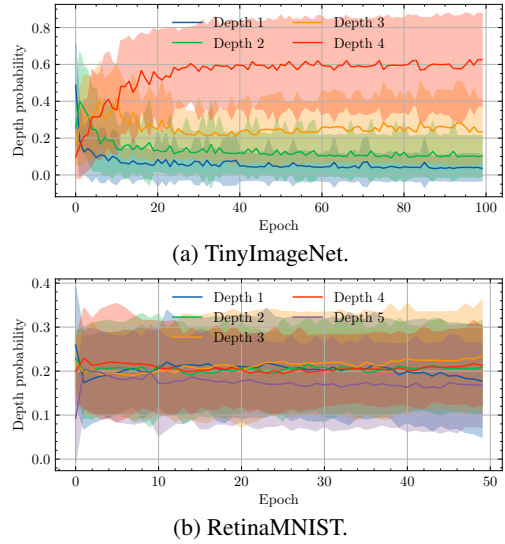 0.8
0.6
0.4
0.2
0.0
Depth probability
Depth 1
Depth 2
Depth 3
Depth 4
0 20 40 60 80 100
Epoch
(a) TinyImageNet.
0.4
0.3
0.2
0.1
0.0
Depth probability
Depth 1
Depth 2
Depth 3
Depth 4
Depth 5
0 10 20 30 40 50
Epoch
(b) RetinaMNIST.